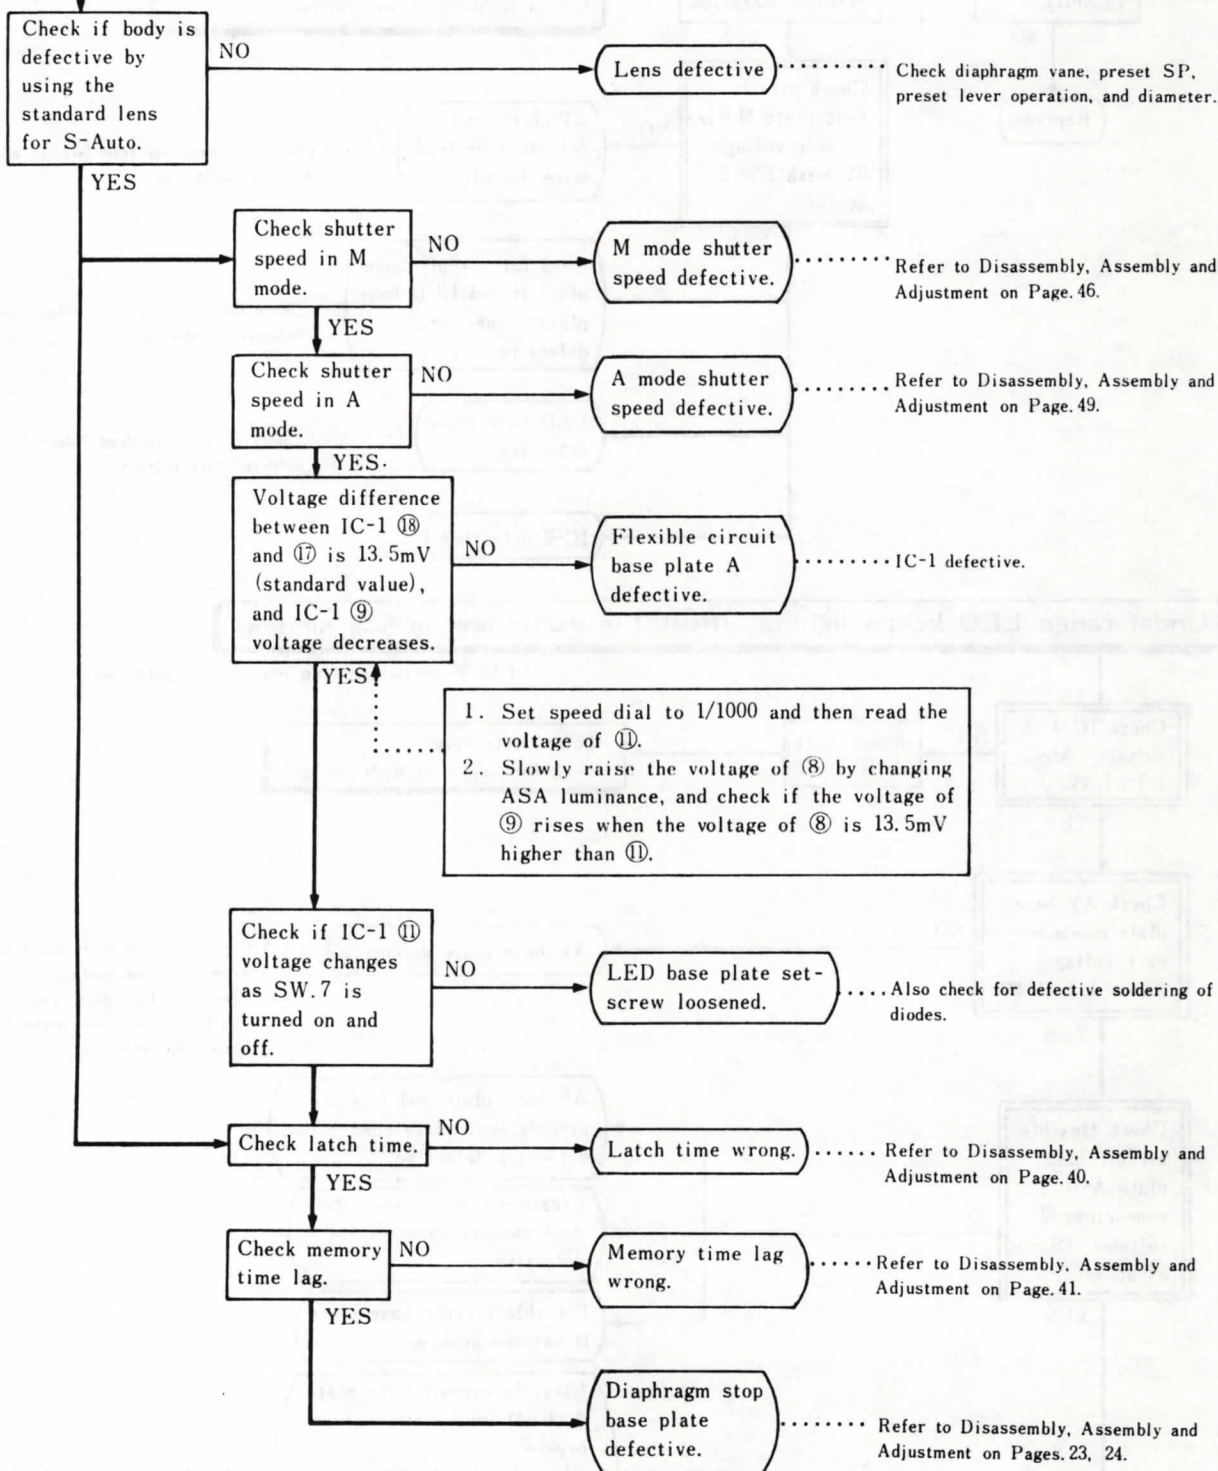 Check if body is
defective by
using the
standard lens
for S-Auto.
NO
Lens defective
Check diaphragm vane, preset SP,
preset lever operation, and diameter.
YES
Check shutter
speed in M
mode.
NO
M mode shutter
speed defective.
Refer to Disassembly, Assembly and
Adjustment on Page. 46.
YES
Check shutter
speed in A
mode.
NO
A mode shutter
speed defective.
Refer to Disassembly, Assembly and
Adjustment on Page. 49.
YES.
Voltage difference
between IC-1 ⑱
and ⑰ is 13.5mV
(standard value),
and IC-1 ⑨
voltage decreases.
NO
Flexible circuit
base plate A
defective.
IC-1 defective.
YES
1. Set speed dial to 1/1000 and then read the
voltage of ⑪.
2. Slowly raise the voltage of ⑧ by changing
ASA luminance, and check if the voltage of
⑨ rises when the voltage of ⑧ is 13.5mV
higher than ⑪.
Check if IC-1 ⑪
voltage changes
as SW.7 is
turned on and
off.
NO
LED base plate set-
screw loosened.
Also check for defective soldering of
diodes.
Check latch time.
NO
Latch time wrong.
Refer to Disassembly, Assembly and
Adjustment on Page. 40.
YES
Check memory
time lag.
NO
Memory time lag
wrong.
Refer to Disassembly, Assembly and
Adjustment on Page. 41.
YES
Diaphragm stop
base plate
defective.
Refer to Disassembly, Assembly and
Adjustment on Pages. 23, 24.